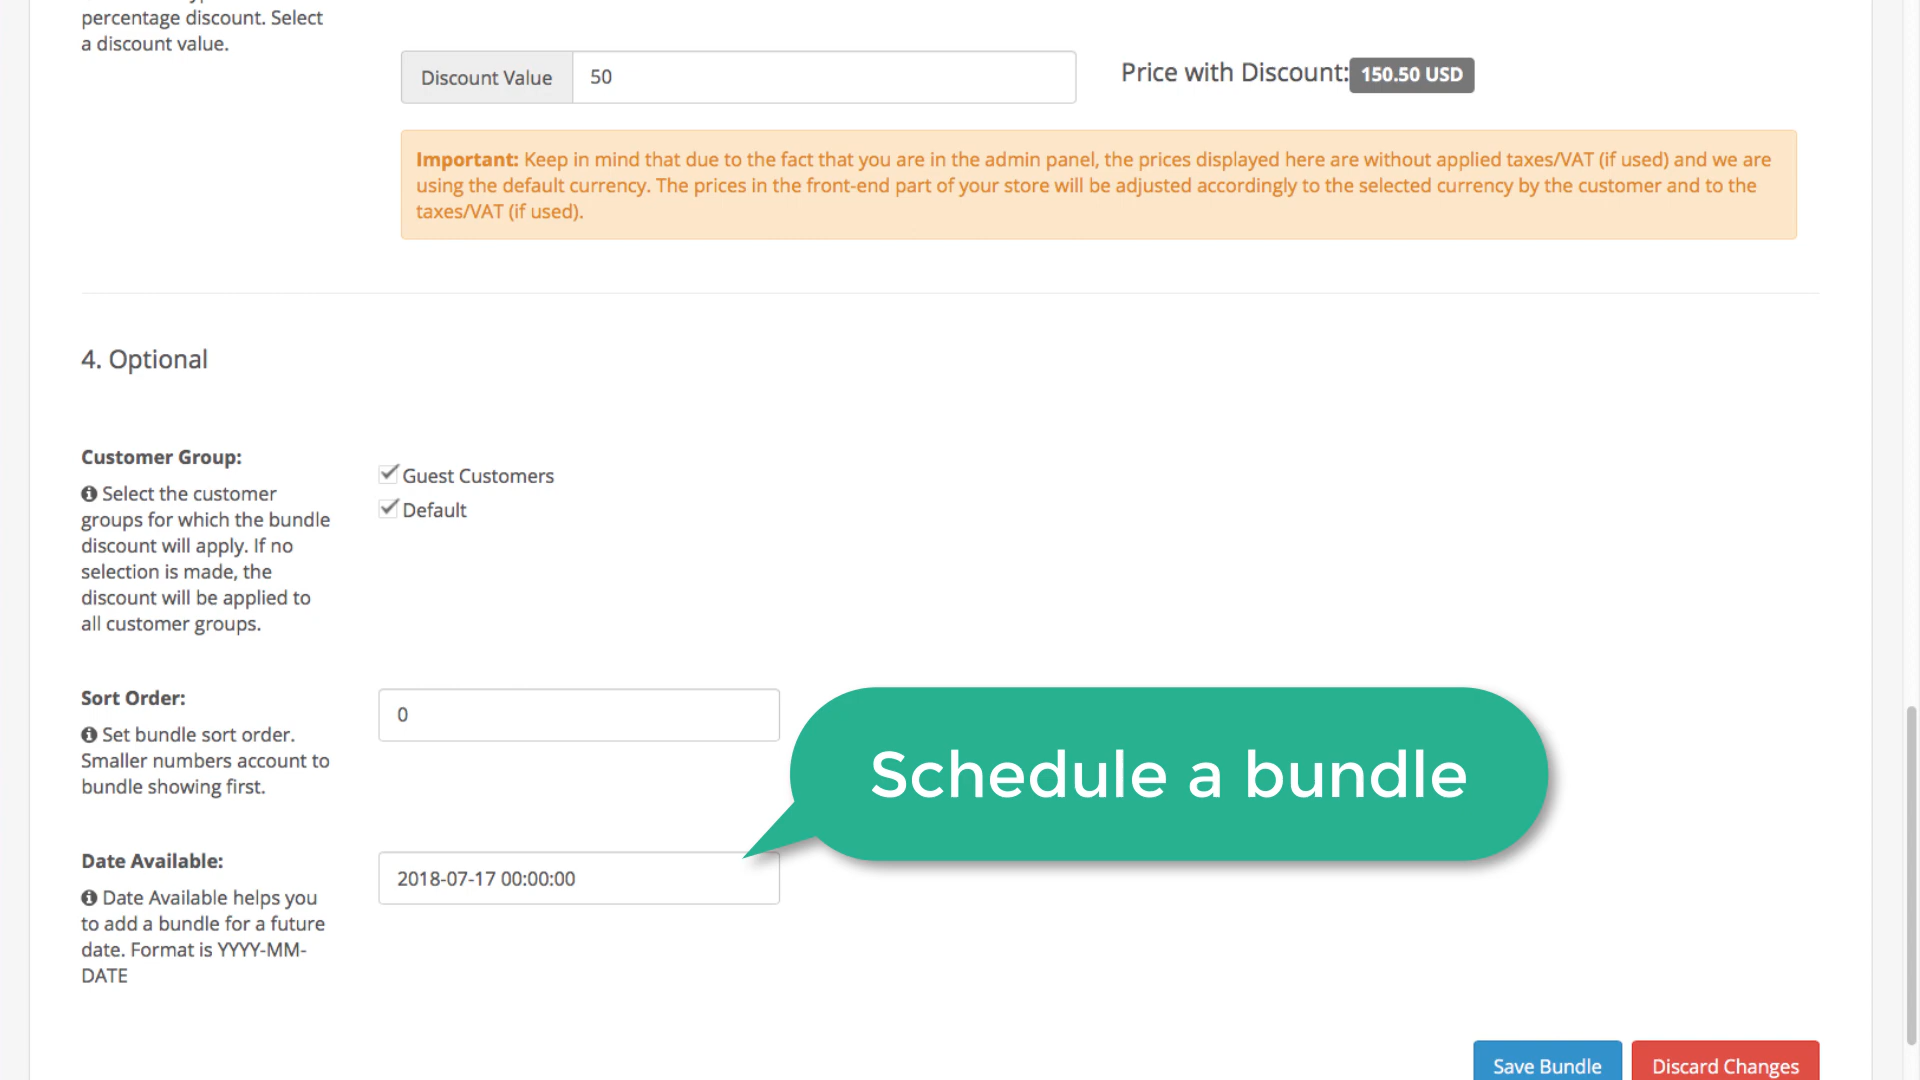 percentage discount. Select
a discount value.
Discount Value
50
Price with Discount: 150.50 USD
Important: Keep in mind that due to the fact that you are in the admin panel, the prices displayed here are without applied taxes/VAT (if used) and we are
using the default currency. The prices in the front-end part of your store will be adjusted accordingly to the selected currency by the customer and to the
taxes/VAT (if used).
4. Optional
Customer Group:
Select the customer
groups for which the bundle
discount will apply. If no
selection is made, the
discount will be applied to
all customer groups.
Guest Customers
Default
Sort Order:
Set bundle sort order.
Smaller numbers account to
bundle showing first.
0
Schedule a bundle
Date Available:
Date Available helps you
to add a bundle for a future
date. Format is YYYY-MM-
DATE
2018-07-17 00:00:00
Save Bundle
Discard Changes